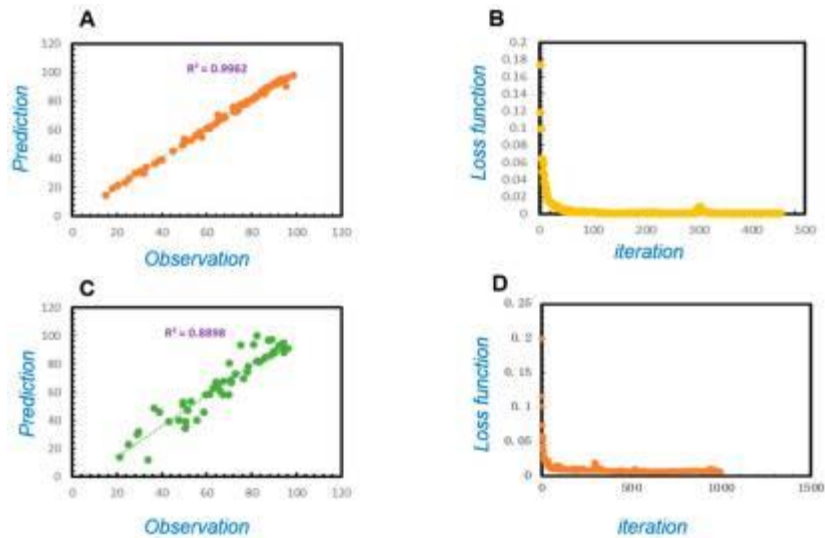 A
120
100
80
60
40
20
0
R² = 0.9962
Prediction
0 20 40 60 80 100 120
Observation
B
0.2
0.18
0.16
0.14
0.12
0.1
0.08
0.06
0.04
0.02
0
Loss function
0 100 200 300 400 500
iteration
C
120
100
80
60
40
20
0
R² = 0.8898
Prediction
0 20 40 60 80 100 120
Observation
D
0.25
0.2
0.15
0.1
0.05
0
Loss function
0 500 1000 1500
iteration